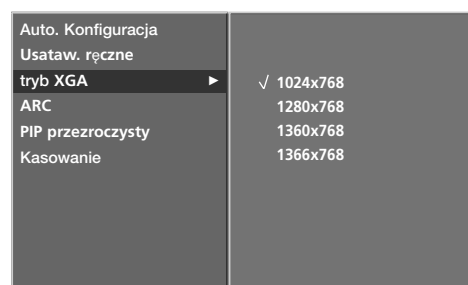 Auto. Konfiguracja
Usataw. ręczne
tryb XGA ►
ARC
PIP przezroczysty
Kasowanie
√ 1024x768
1280x768
1360x768
1366x768